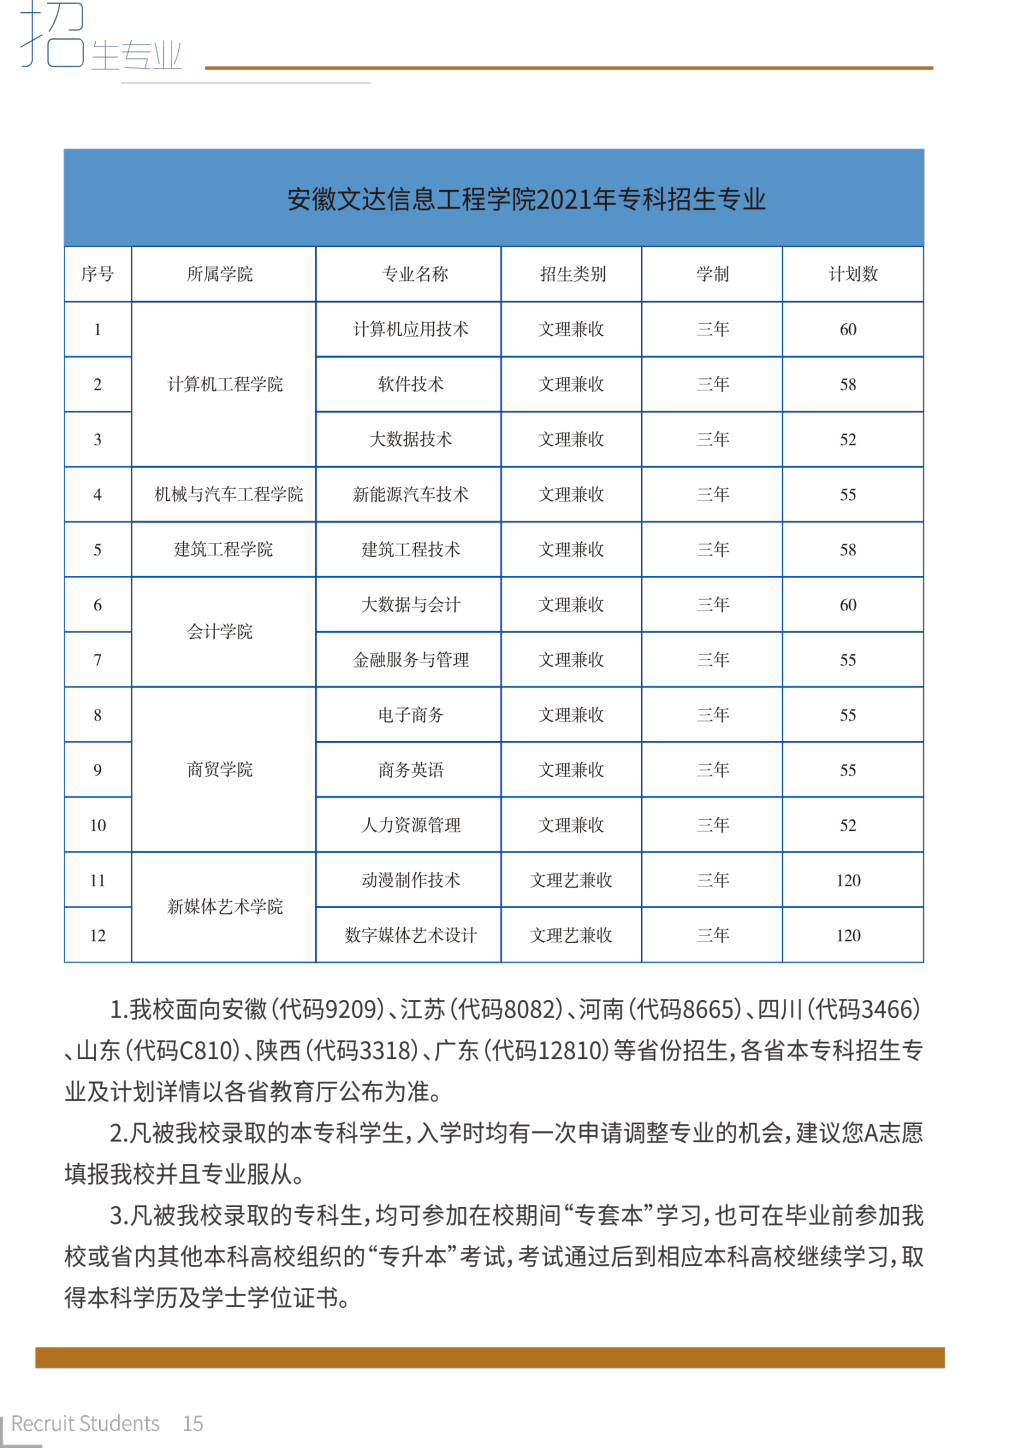 招生专业
安徽文达信息工程学院2021年专科招生专业
序号 所属学院 专业名称 招生类别 学制 计划数
1 计算机工程学院 计算机应用技术 文理兼收 三年 60
2 软件技术 文理兼收 三年 58
3 大数据技术 文理兼收 三年 52
4 机械与汽车工程学院 新能源汽车技术 文理兼收 三年 55
5 建筑工程学院 建筑工程技术 文理兼收 三年 58
6 会计学院 大数据与会计 文理兼收 三年 60
7 金融服务与管理 文理兼收 三年 55
8 商贸学院 电子商务 文理兼收 三年 55
9 商务英语 文理兼收 三年 55
10 人力资源管理 文理兼收 三年 52
11 新媒体艺术学院 动漫制作技术 文理艺兼收 三年 120
12 数字媒体艺术设计 文理艺兼收 三年 120
1.我校面向安徽（代码9209）、江苏（代码8082）、河南（代码8665）、四川（代码3466）
、山东（代码C810）、陕西（代码3318）、广东（代码12810）等省份招生，各省本专科招生专
业及计划详情以各省教育厅公布为准。
2.凡被我校录取的本专科学生，入学时均有一次申请调整专业的机会，建议您A志愿
填报我校并且专业服从。
3.凡被我校录取的专科生，均可参加在校期间“专套本”学习，也可在毕业前参加我
校或省内其他本科高校组织的“专升本”考试，考试通过后到相应本科高校继续学习，取
得本科学历及学士学位证书。
Recruit Students 15